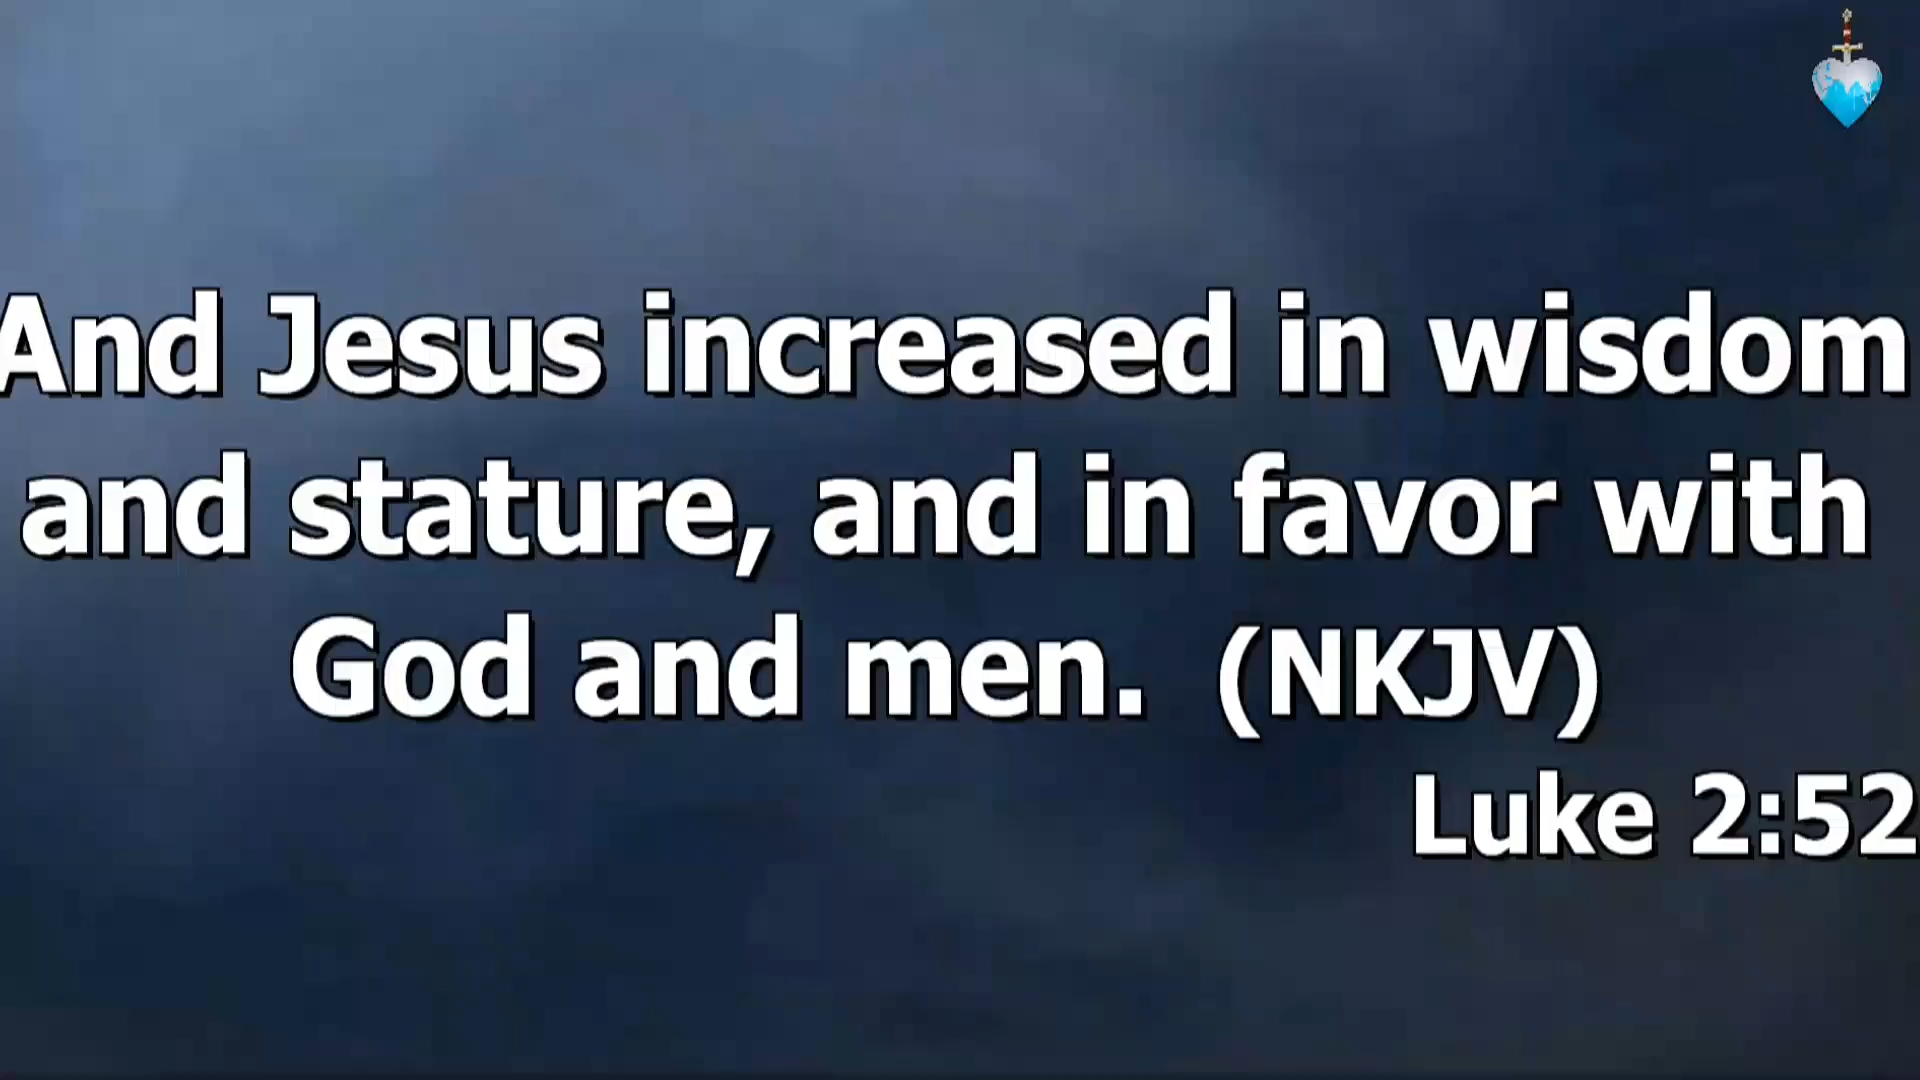 And Jesus increased in wisdom
and stature, and in favor with
God and men.  (NKJV)
Luke 2:52